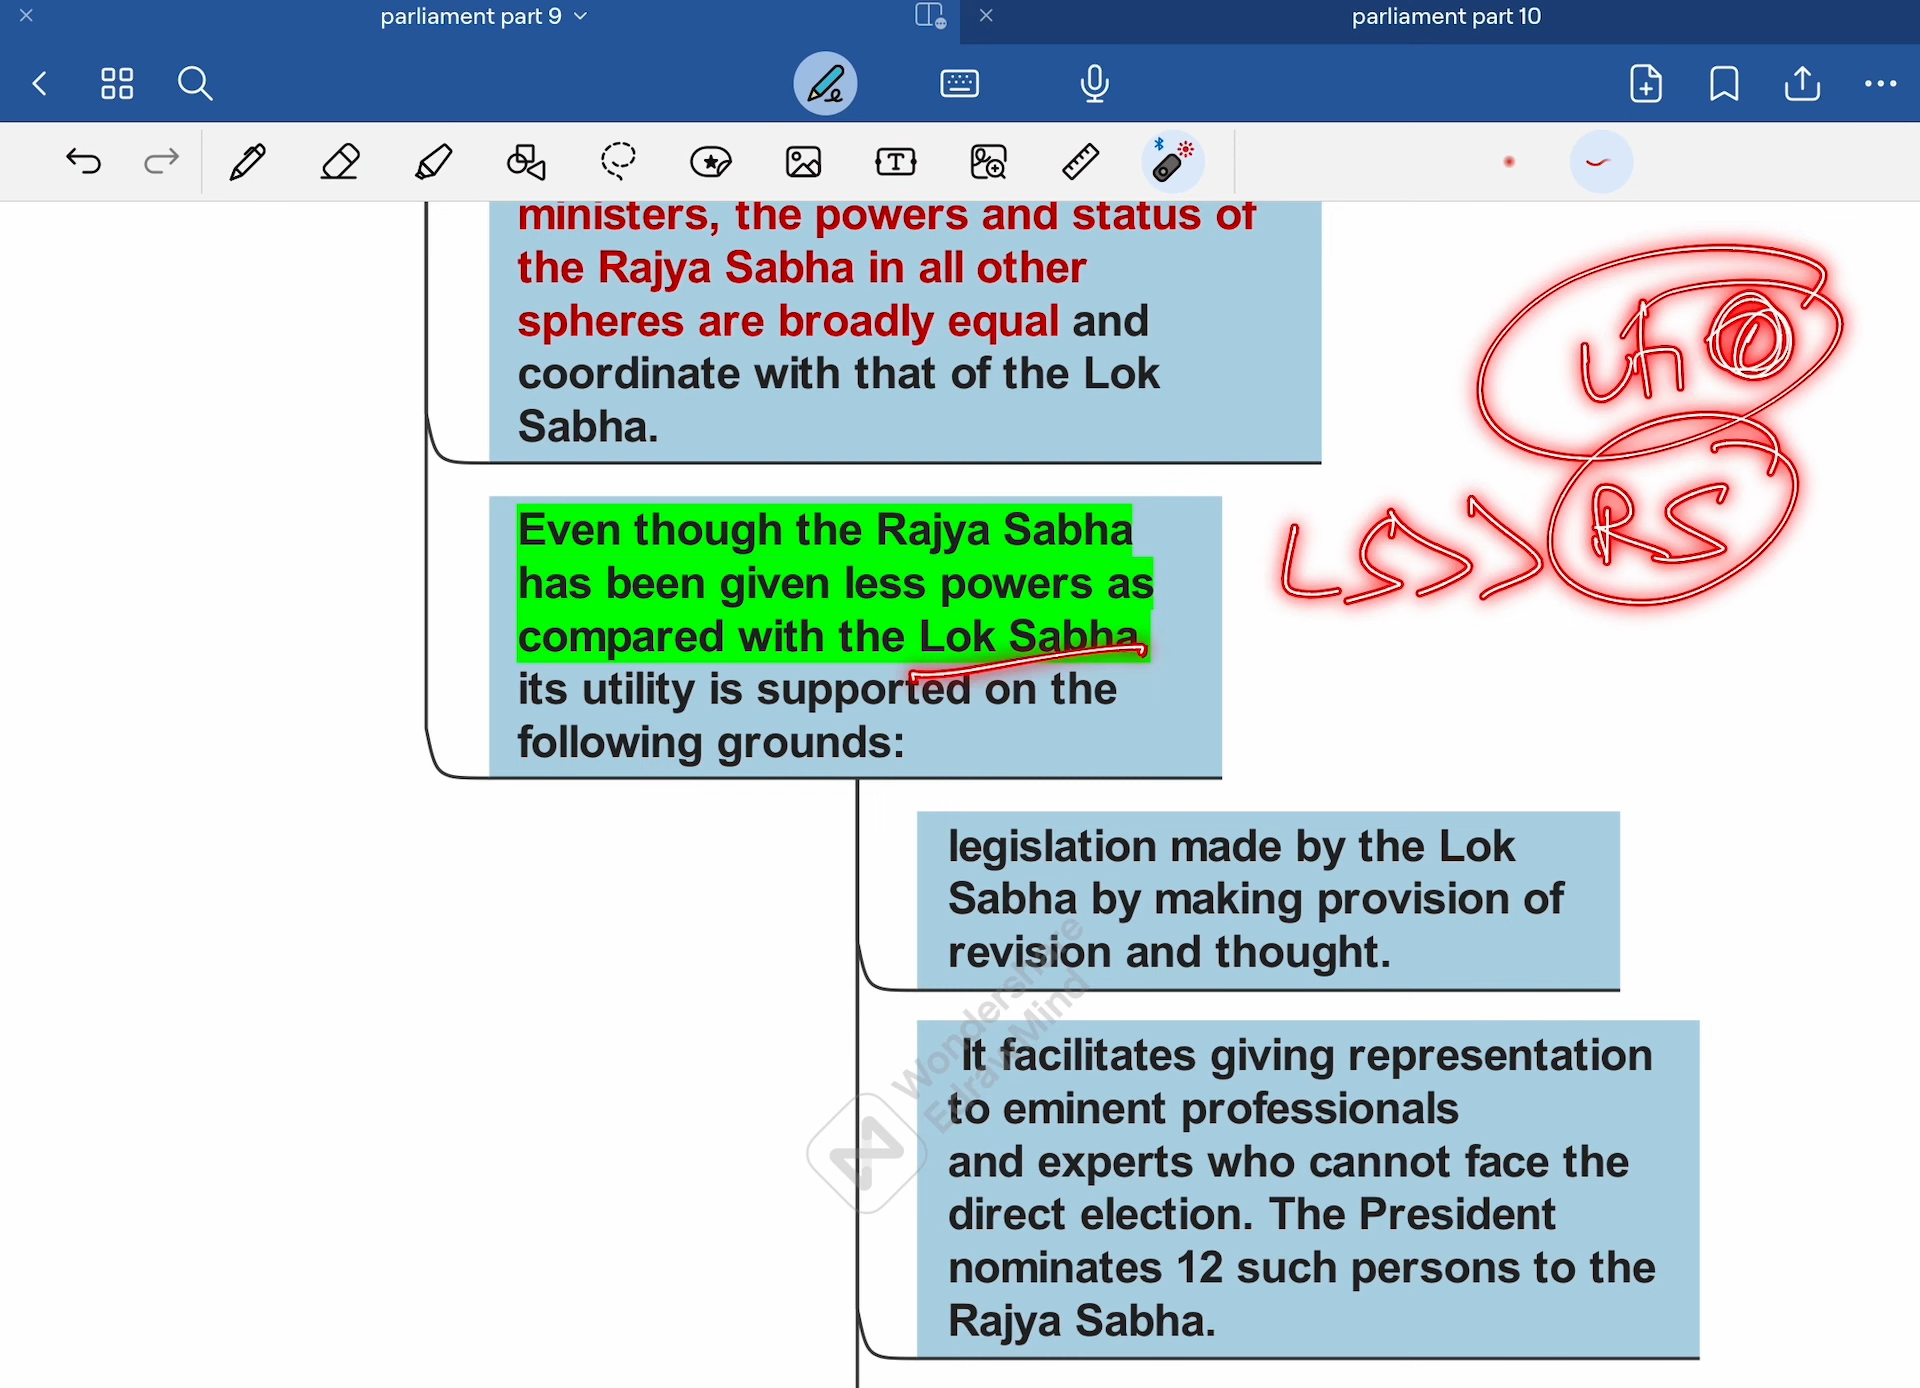 parliament part 9
parliament part 10
ministers, the powers and status of
the Rajya Sabha in all other
spheres are broadly equal and
coordinate with that of the Lok
Sabha.
Even though the Rajya Sabha
has been given less powers as
compared with the Lok Sabha,
its utility is supported on the
following grounds:
LS >> RS
legislation made by the Lok
Sabha by making provision of
revision and thought.
It facilitates giving representation
to eminent professionals
and experts who cannot face the
direct election. The President
nominates 12 such persons to the
Rajya Sabha.
Wondershare
EdrawMind